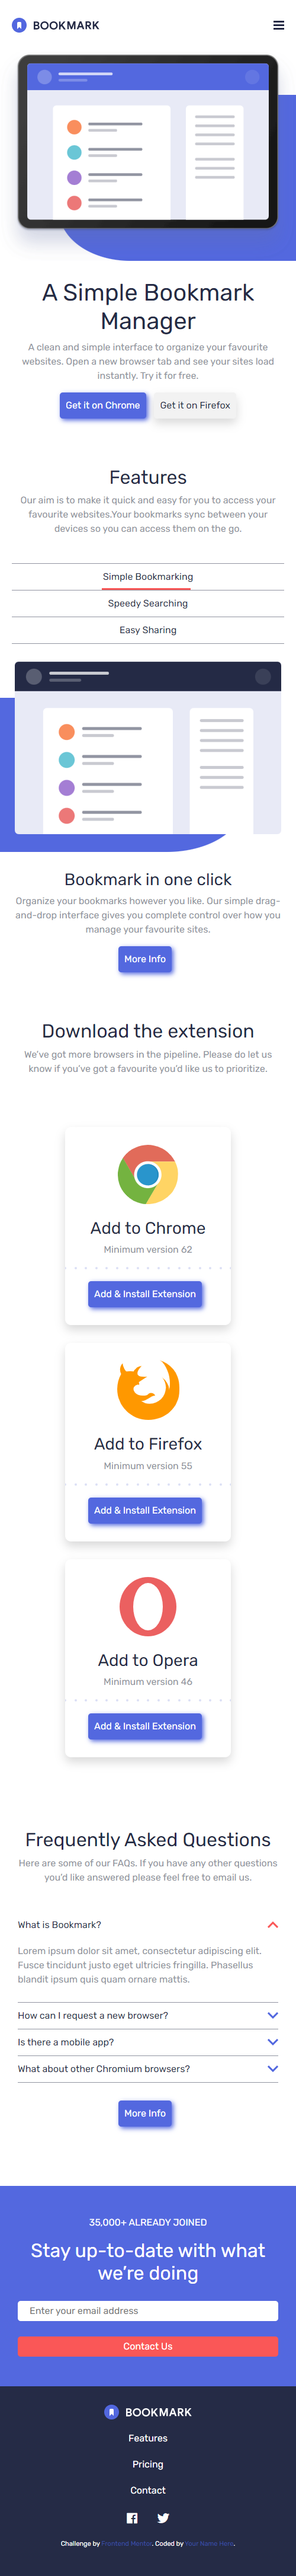 BOOKMARK
A Simple Bookmark
Manager
A clean and simple interface to organize your favourite
websites. Open a new browser tab and see your sites load
instantly. Try it for free.
Get it on Chrome
Get it on Firefox
Features
Our aim is to make it quick and easy for you to access your
favourite websites.Your bookmarks sync between your
devices so you can access them on the go.
Simple Bookmarking
Speedy Searching
Easy Sharing
Bookmark in one click
Organize your bookmarks however you like. Our simple drag-
and-drop interface gives you complete control over how you
manage your favourite sites.
More Info
Download the extension
We've got more browsers in the pipeline. Please do let us
know if you've got a favourite you'd like us to prioritize.
Add to Chrome
Minimum version 62
Add & Install Extension
Add to Firefox
Minimum version 55
Add & Install Extension
Add to Opera
Minimum version 46
Add & Install Extension
Frequently Asked Questions
Here are some of our FAQs. If you have any other questions
you'd like answered please feel free to email us.
What is Bookmark?
Lorem ipsum dolor sit amet, consectetur adipiscing elit.
Fusce tincidunt justo eget ultricies fringilla. Phasellus
blandit ipsum quis quam ornare mattis.
How can I request a new browser?
Is there a mobile app?
What about other Chromium browsers?
More Info
35,000+ ALREADY JOINED
Stay up-to-date with what
we're doing
Enter your email address
Contact Us
BOOKMARK
Features
Pricing
Contact
Challenge by Frontend Mentor. Coded by Your Name Here.